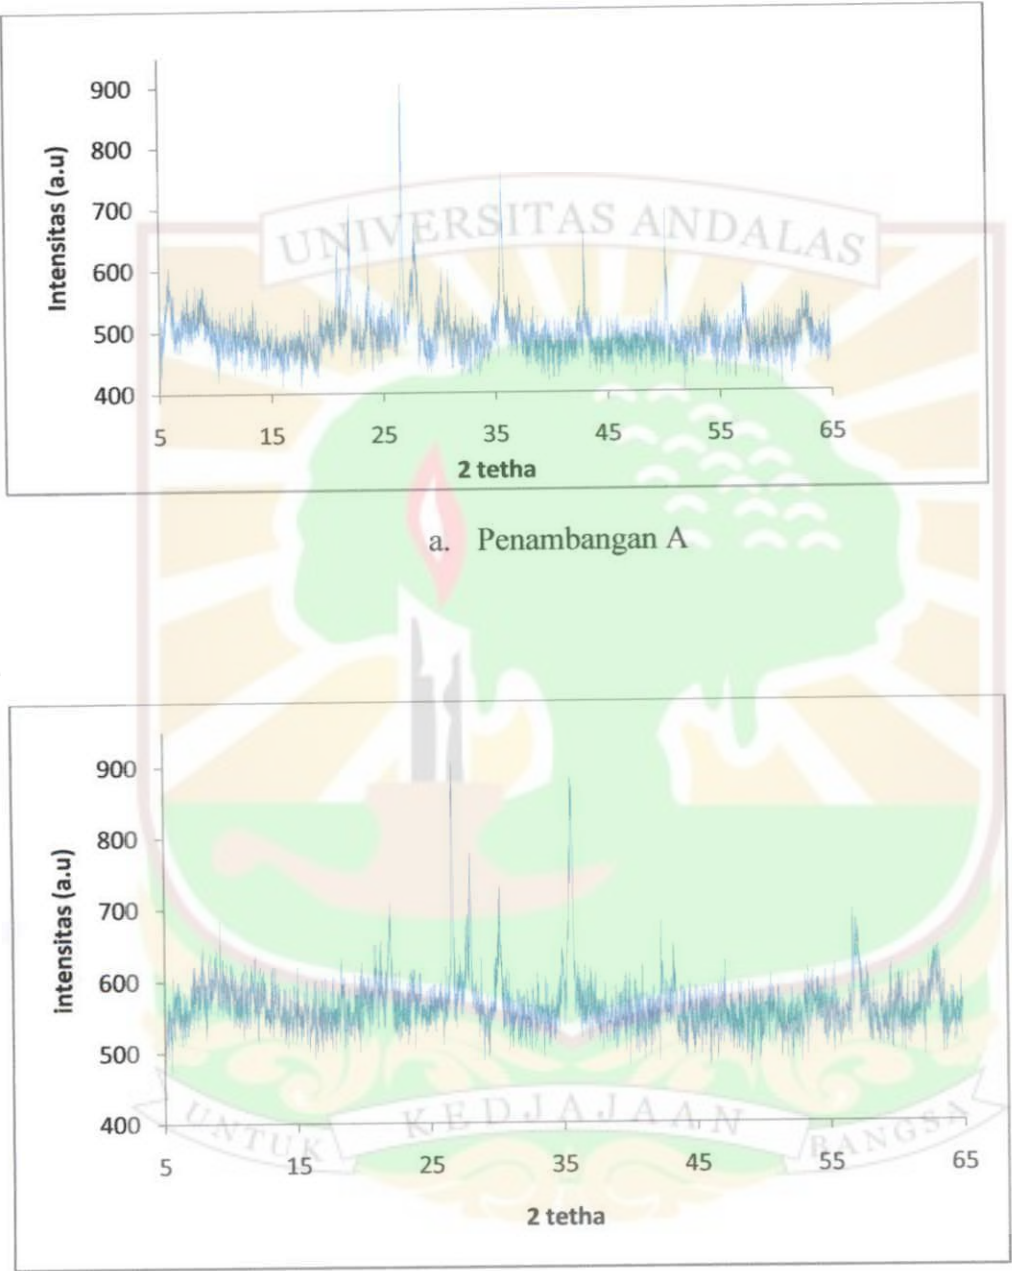 900
800
700
600
500
400
Intensitas (a.u)
5 15 25 35 45 55 65
2 tetha
UNIVERSITAS ANDALAS
a. Penambangan A
900
800
700
600
500
400
intensitas (a.u)
UNTUK KEDJAJAAN BANGSA
5 15 25 35 45 55 65
2 tetha